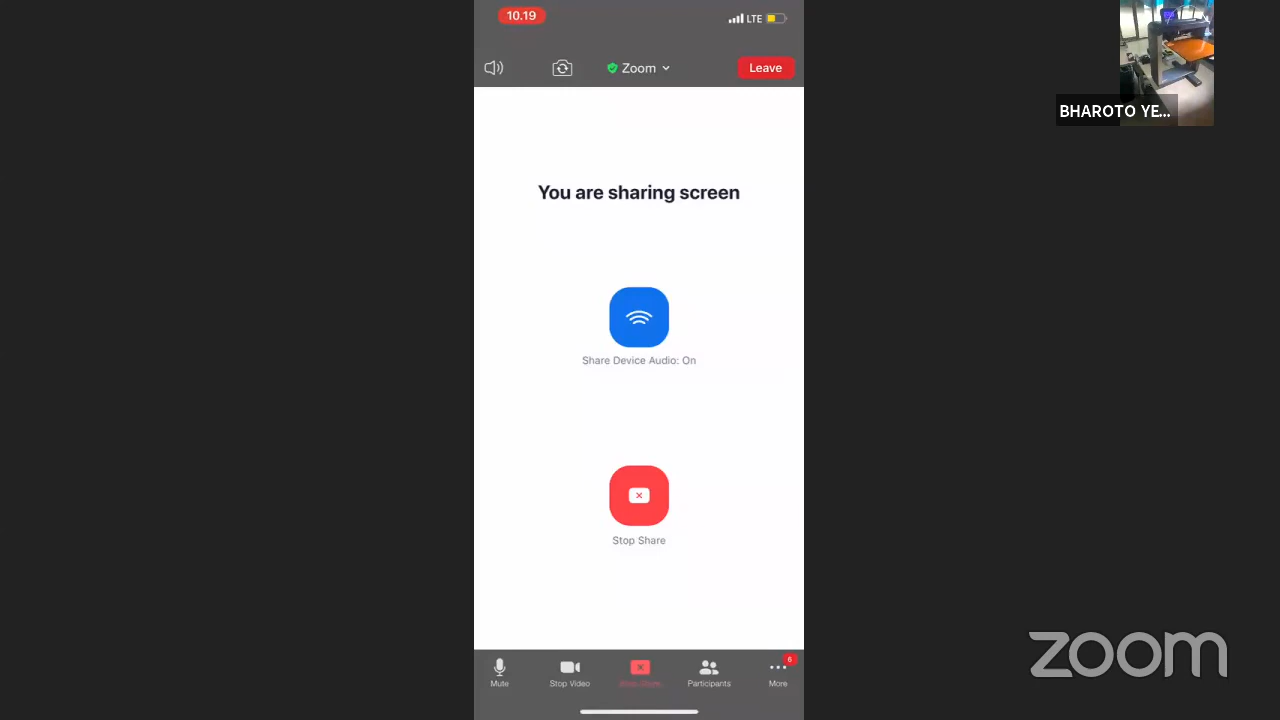 10.19
LTE
Zoom
Leave
BHAROTO YE...
You are sharing screen
Share Device Audio: On
Stop Share
Mute
Stop Video
Participants
6
More
zoom